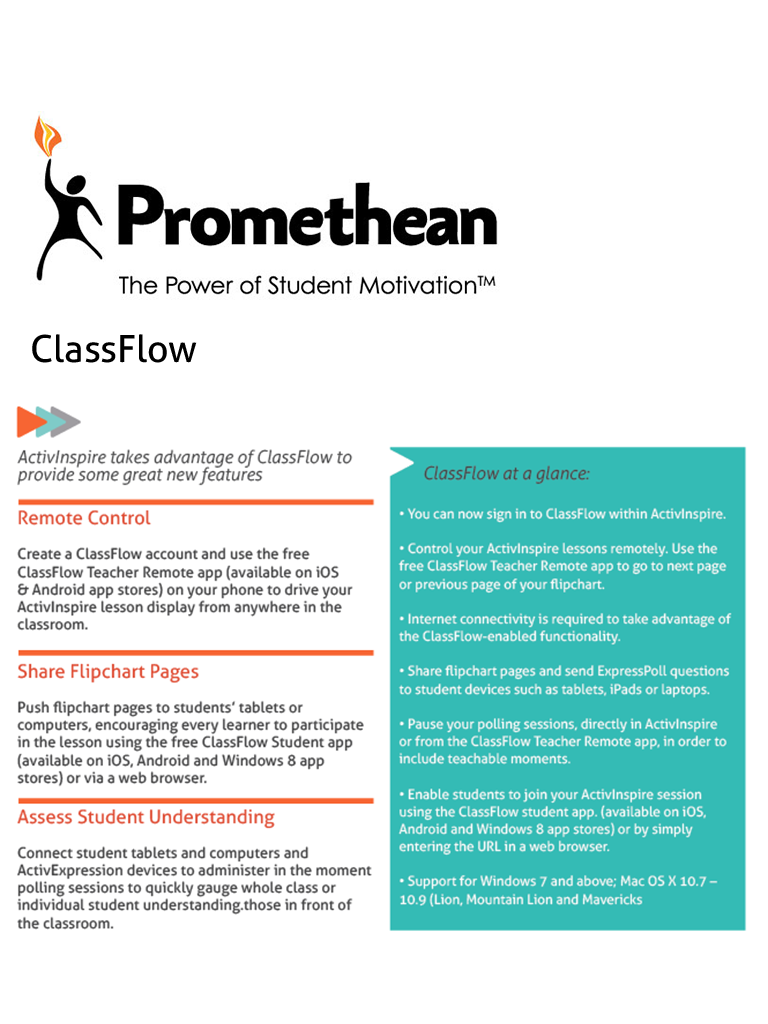 Promethean
The Power of Student Motivation™
ClassFlow
ActivInspire takes advantage of ClassFlow to
provide some great new features
Remote Control
Create a ClassFlow account and use the free
ClassFlow Teacher Remote app (available on iOS
& Android app stores) on your phone to drive your
ActivInspire lesson display from anywhere in the
classroom.
Share Flipchart Pages
Push flipchart pages to students’ tablets or
computers, encouraging every learner to participate
in the lesson using the free ClassFlow Student app
(available on iOS, Android and Windows 8 app
stores) or via a web browser.
Assess Student Understanding
Connect student tablets and computers and
ActivExpression devices to administer in the moment
polling sessions to quickly gauge whole class or
individual student understanding.those in front of
the classroom.
ClassFlow at a glance:
• You can now sign in to ClassFlow within ActivInspire.
• Control your ActivInspire lessons remotely. Use the
free ClassFlow Teacher Remote app to go to next page
or previous page of your flipchart.
• Internet connectivity is required to take advantage of
the ClassFlow-enabled functionality.
• Share flipchart pages and send ExpressPoll questions
to student devices such as tablets, iPads or laptops.
• Pause your polling sessions, directly in ActivInspire
or from the ClassFlow Teacher Remote app, in order to
include teachable moments.
• Enable students to join your ActivInspire session
using the ClassFlow student app. (available on iOS,
Android and Windows 8 app stores) or by simply
entering the URL in a web browser.
• Support for Windows 7 and above; Mac OS X 10.7 –
10.9 (Lion, Mountain Lion and Mavericks